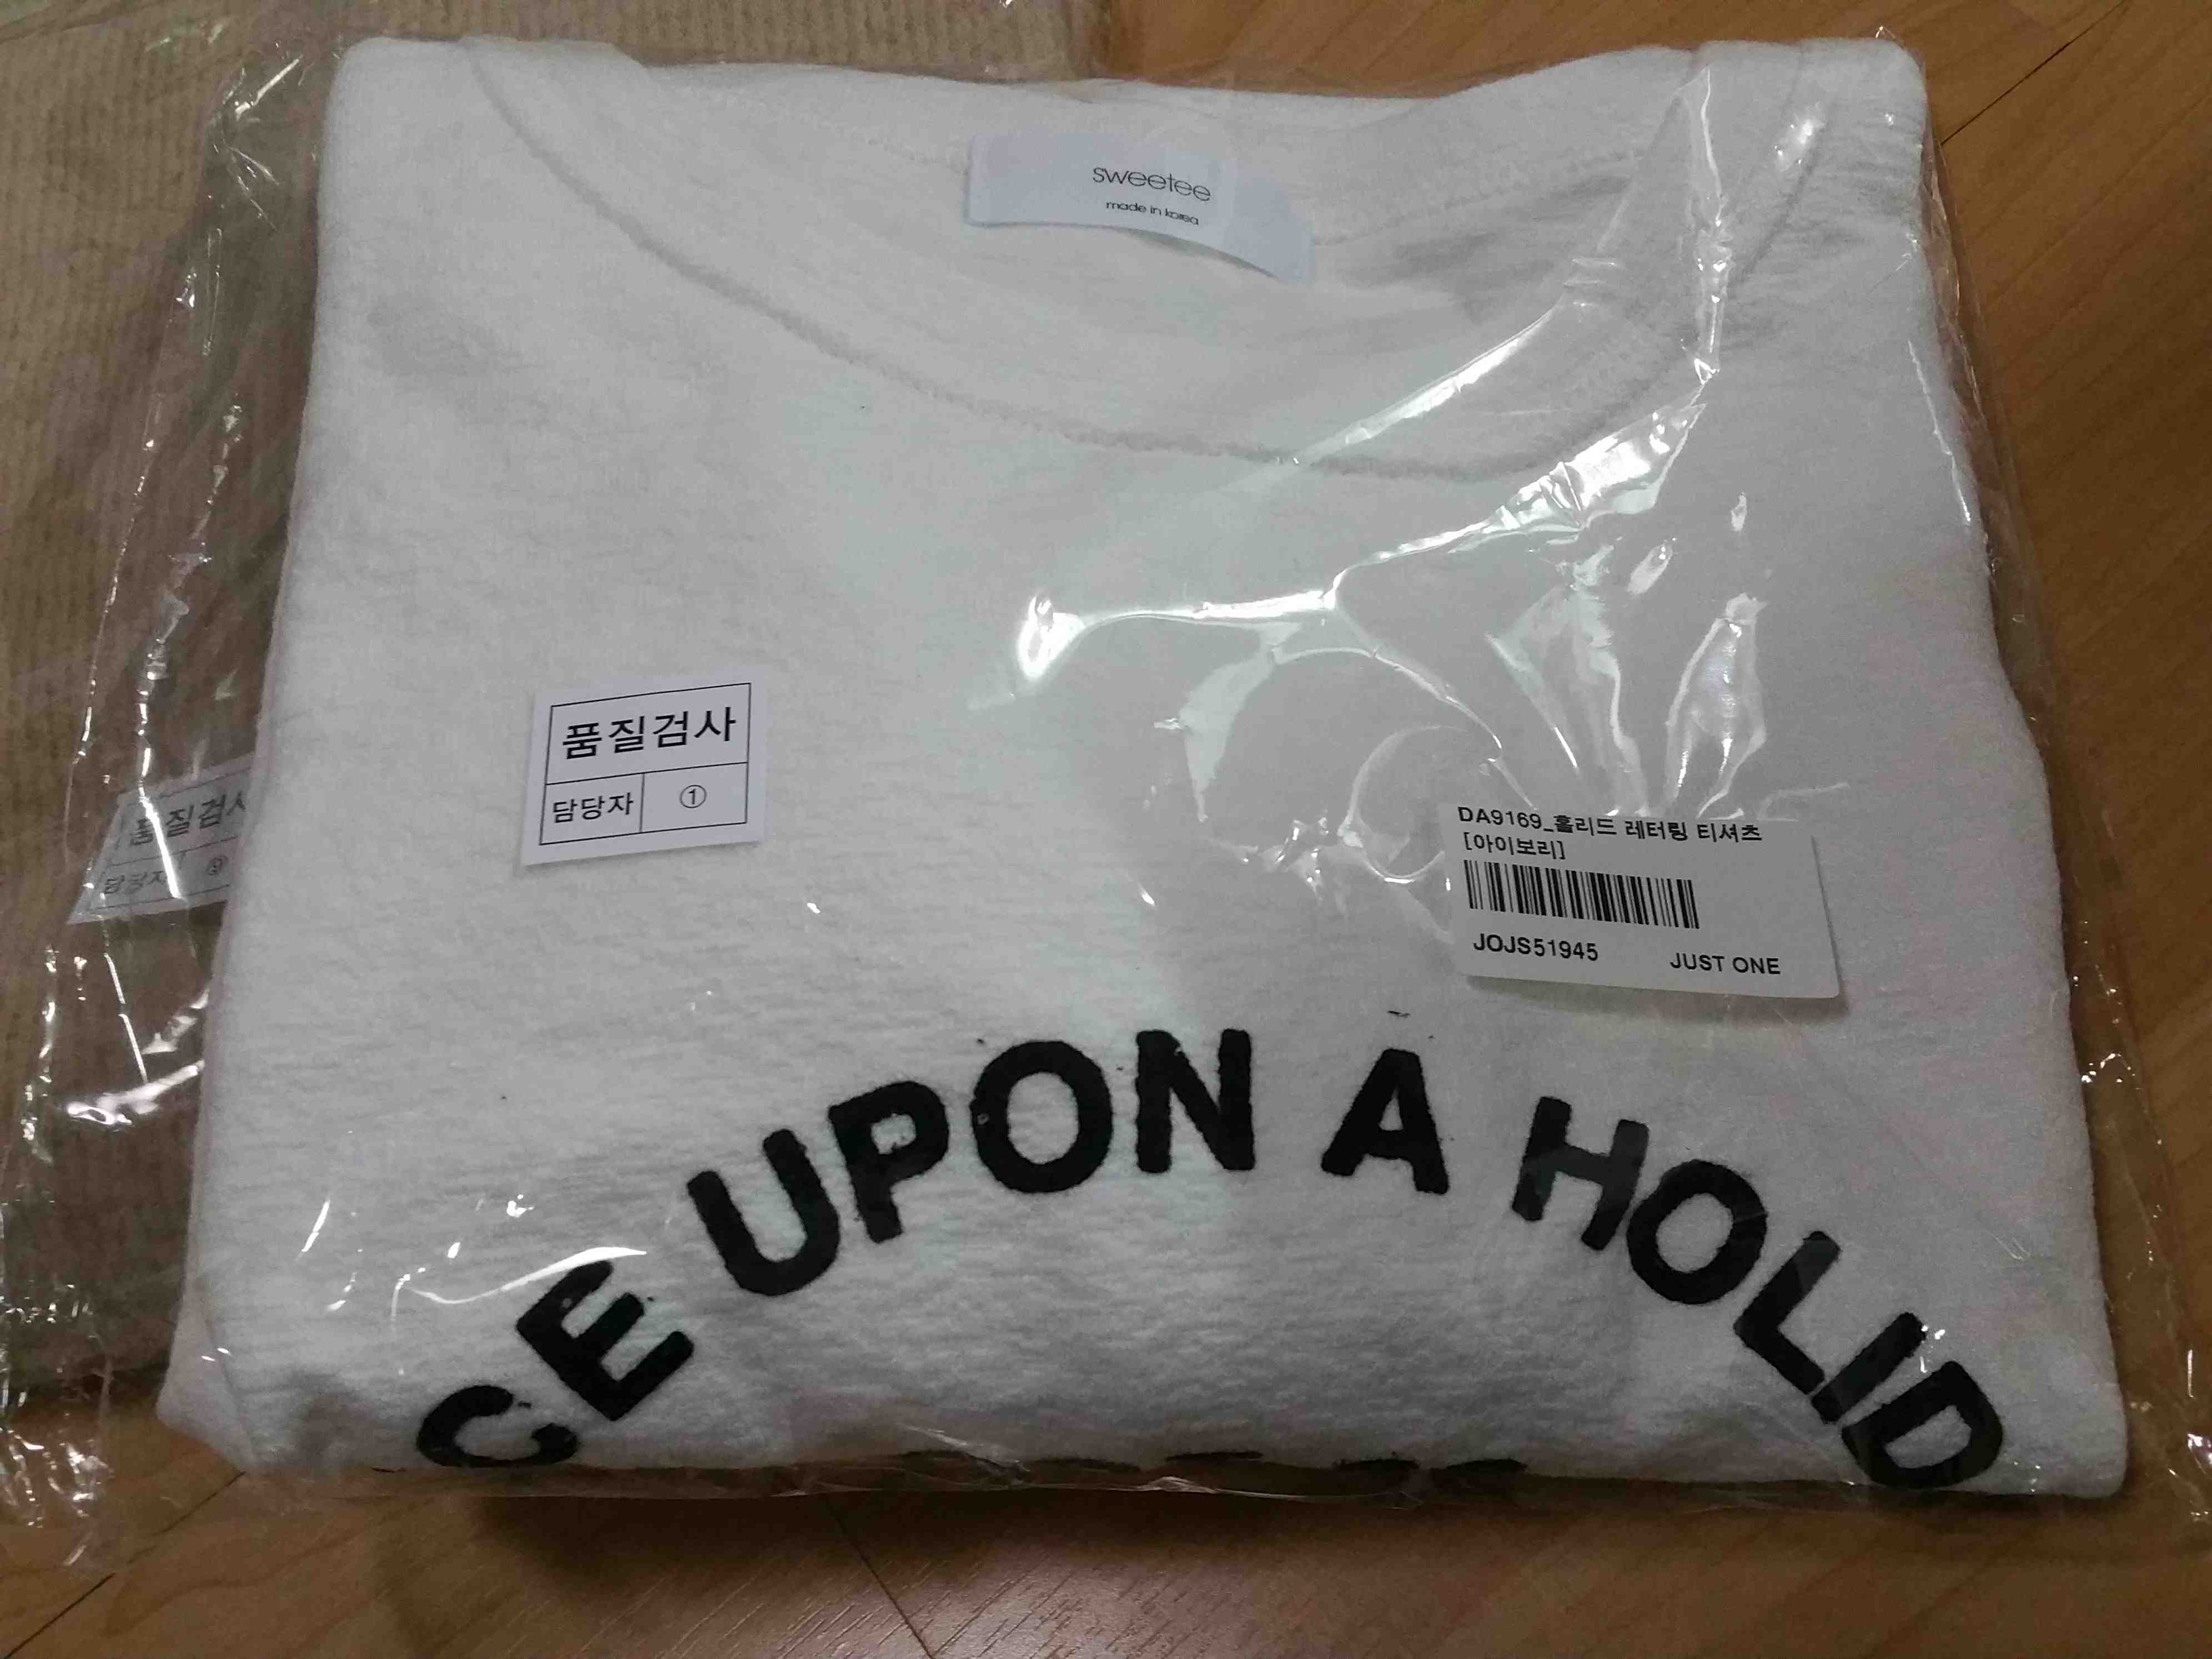 sweetee
made in korea
품질검사
담당자 ①
품질검사
담당자 ⑨
DA9169_홀리드 레터링 티셔츠
[아이보리]
JOJS51945 JUST ONE
CE UPON A HOLID